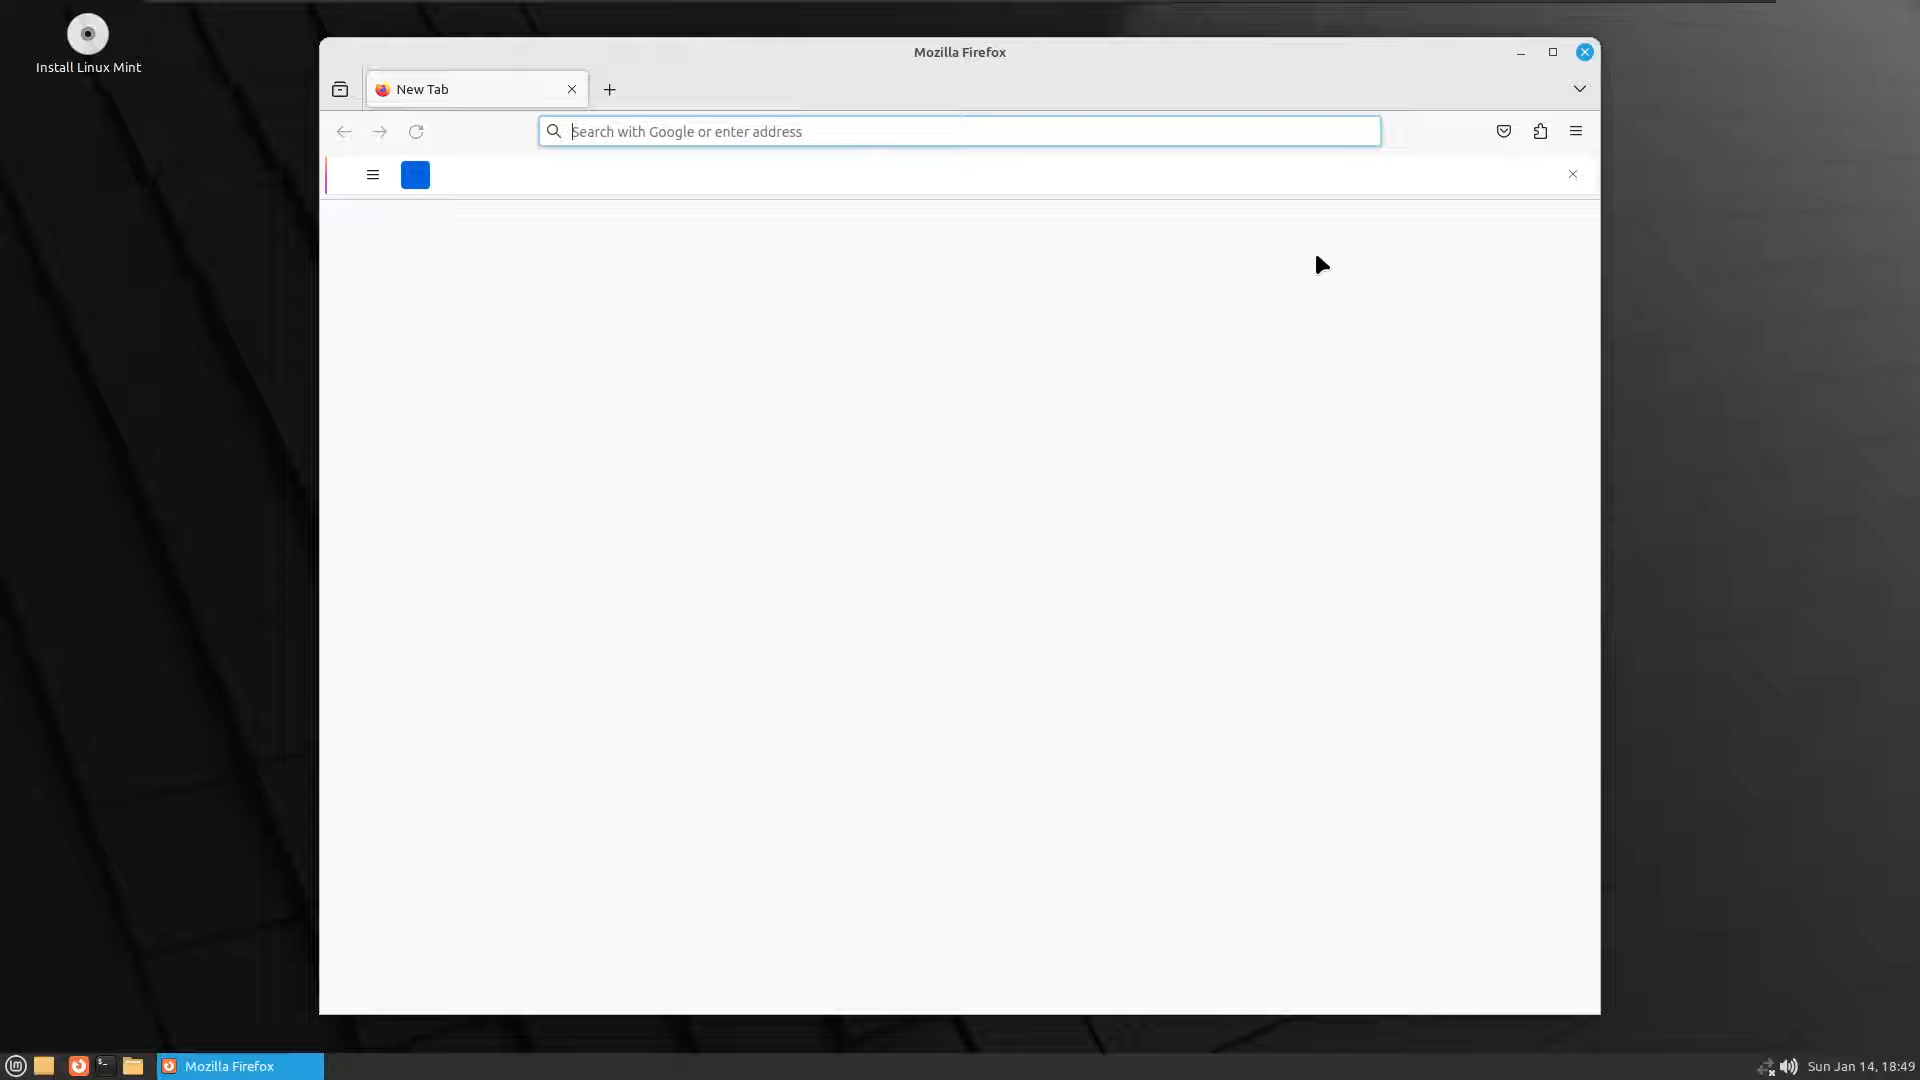 Install Linux Mint
Mozilla Firefox
New Tab
Search with Google or enter address
Mozilla Firefox
Sun Jan 14, 18:49